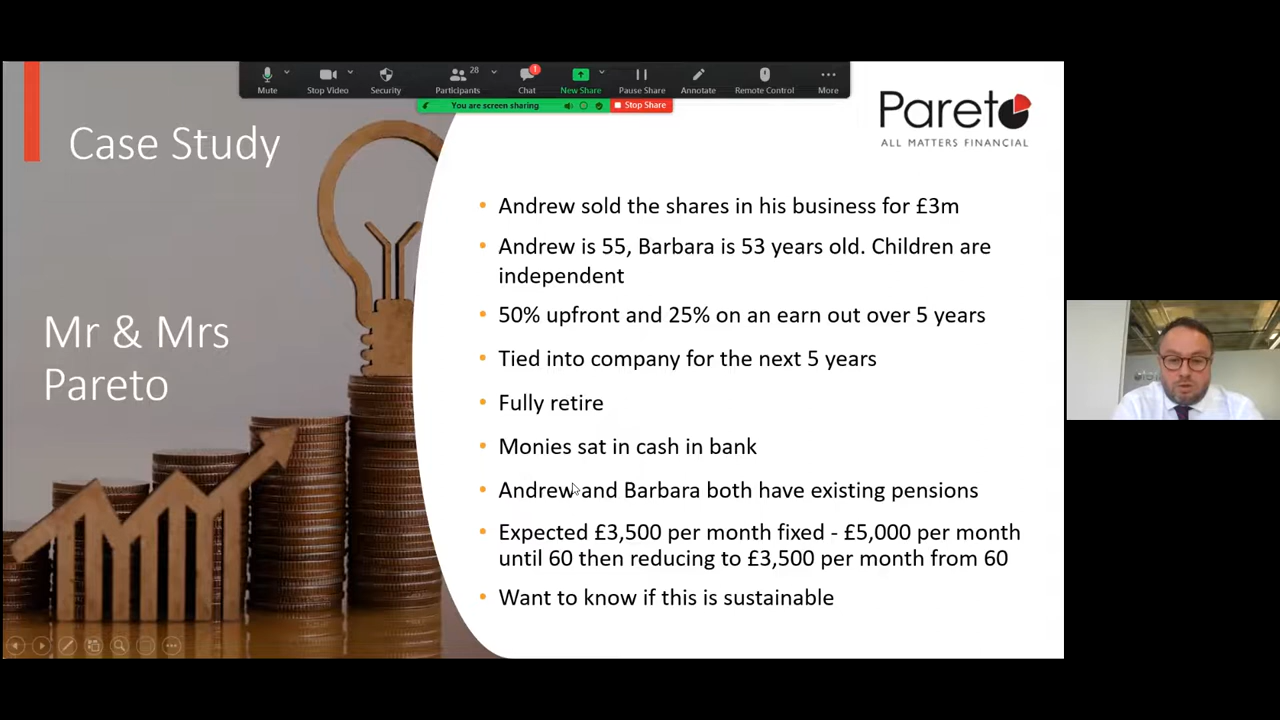 28
1
Mute
Stop Video
Security
Participants
Chat
New Share
Pause Share
Annotate
Remote Control
More
You are screen sharing
Stop Share
Pareto
ALL MATTERS FINANCIAL
Case Study
Mr & Mrs
Pareto
• Andrew sold the shares in his business for £3m
• Andrew is 55, Barbara is 53 years old. Children are
independent
• 50% upfront and 25% on an earn out over 5 years
• Tied into company for the next 5 years
• Fully retire
• Monies sat in cash in bank
• Andrew and Barbara both have existing pensions
• Expected £3,500 per month fixed - £5,000 per month
until 60 then reducing to £3,500 per month from 60
• Want to know if this is sustainable